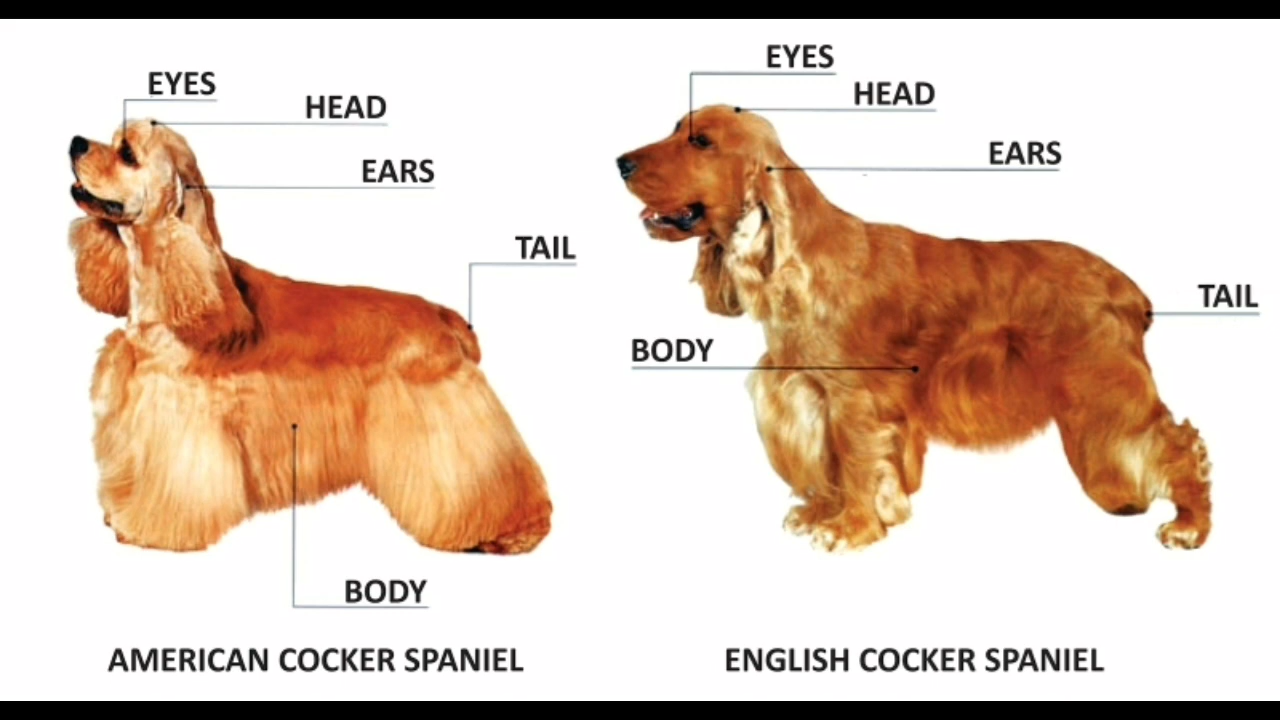 EYES
HEAD
EARS
TAIL
BODY
AMERICAN COCKER SPANIEL
EYES
HEAD
EARS
TAIL
BODY
ENGLISH COCKER SPANIEL